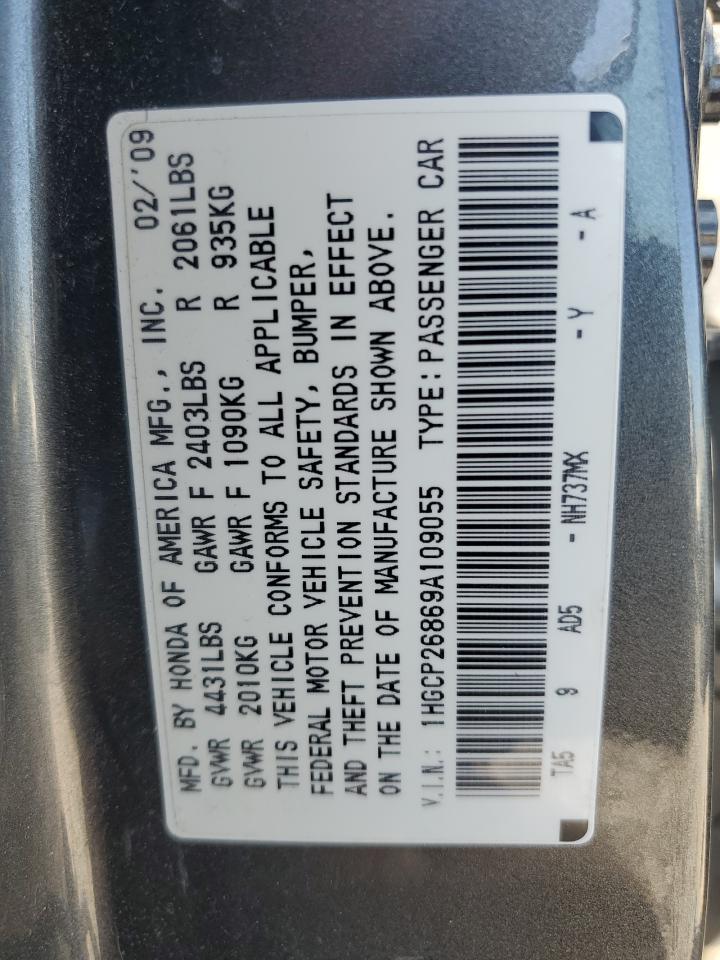 MFD. BY HONDA OF AMERICA MFG., INC. 02/'09
GVWR 4431LBS GAWR F 2403LBS R 2061LBS
GVWR 2010KG GAWR F 1090KG R 935KG
THIS VEHICLE CONFORMS TO ALL APPLICABLE
FEDERAL MOTOR VEHICLE SAFETY, BUMPER,
AND THEFT PREVENTION STANDARDS IN EFFECT
ON THE DATE OF MANUFACTURE SHOWN ABOVE.
V.I.N.: 1HGCP26869A109055 TYPE:PASSENGER CAR
TA5 9 AD5 - NH737MX - Y - A